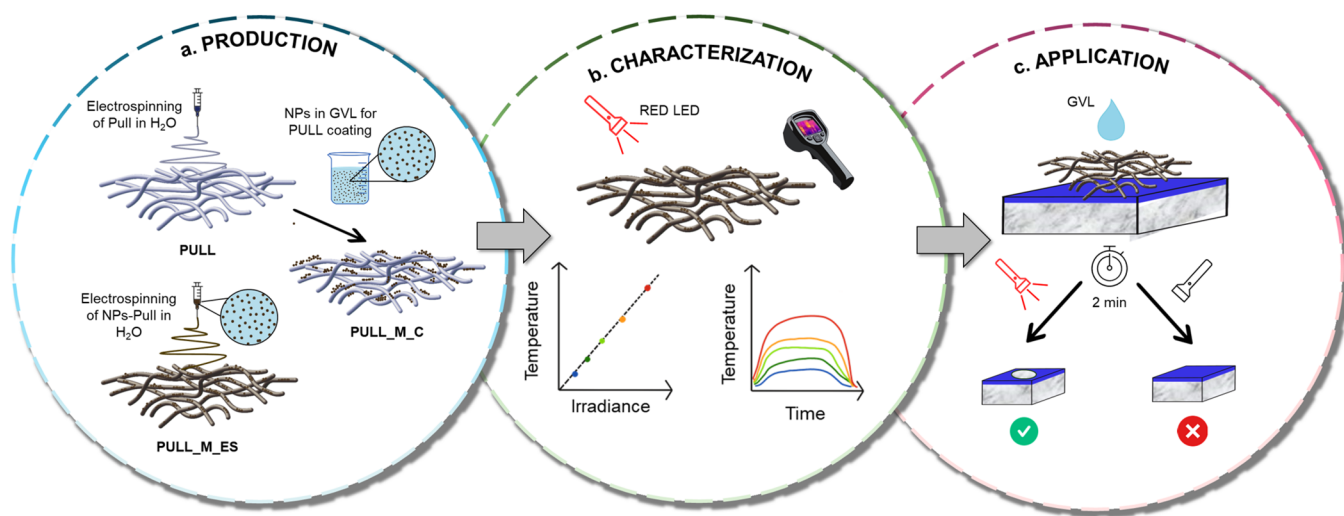 a. PRODUCTION
Electrospinning
of Pull in H₂O
NPs in GVL for
PULL coating
PULL
PULL_M_C
Electrospinning
of NPs-Pull in
H₂O
PULL_M_ES
b. CHARACTERIZATION
RED LED
Temperature
Irradiance
Temperature
Time
c. APPLICATION
GVL
2 min